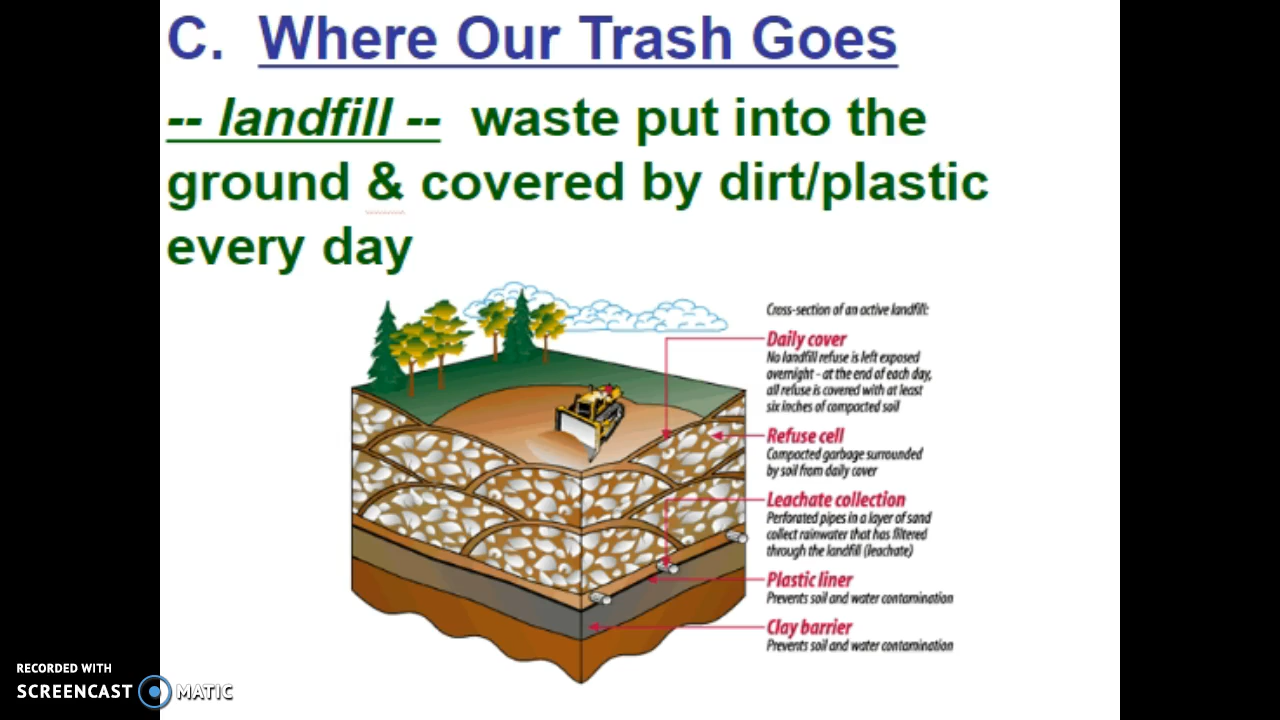 C. Where Our Trash Goes
-- landfill -- waste put into the
ground & covered by dirt/plastic
every day
Cross-section of an active landfill:
Daily cover
No landfill refuse is left exposed
overnight - at the end of each day,
all refuse is covered with at least
six inches of compacted soil
Refuse cell
Compacted garbage surrounded
by soil from daily cover
Leachate collection
Perforated pipes in a layer of sand
collect rainwater that has filtered
through the landfill (leachate)
Plastic liner
Prevents soil and water contamination
Clay barrier
Prevents soil and water contamination
RECORDED WITH
SCREENCAST MATIC